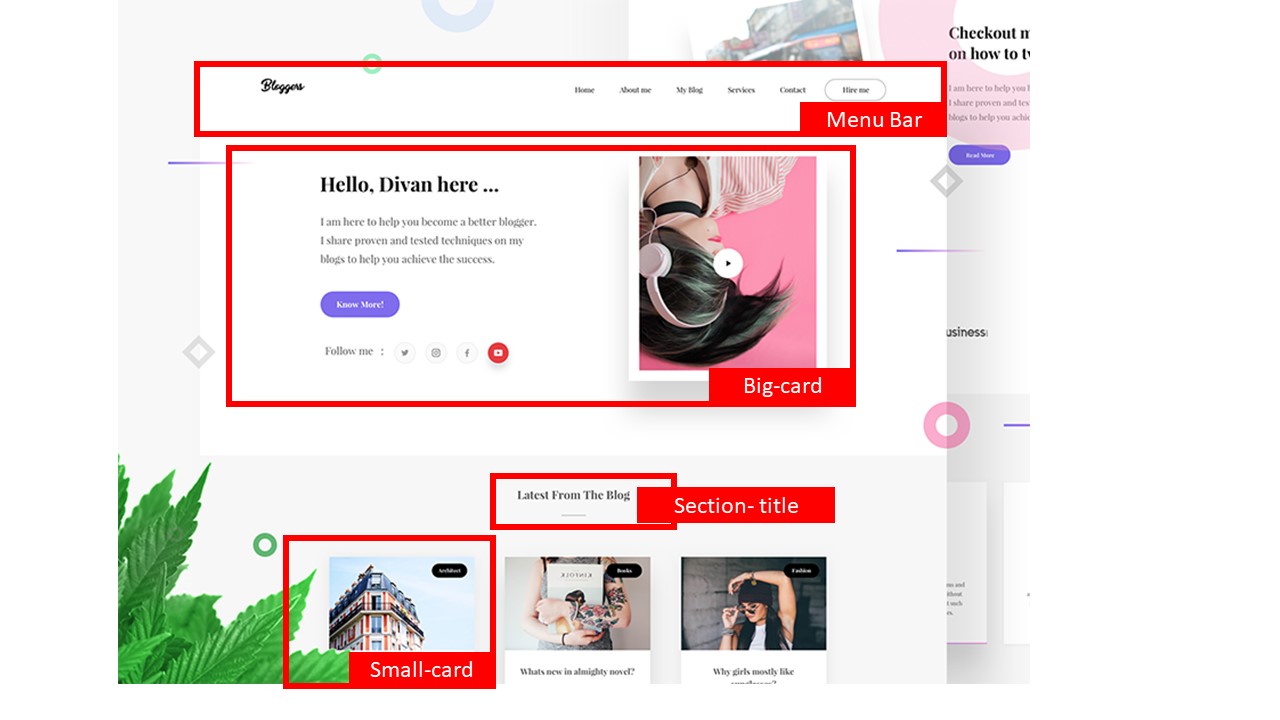 Checkout m
on how to tv
Bloggers
Home
About me
My Blog
Services
Contact
Hire me
I am here to help you b
I share proven and tes
blogs to help you achie
Menu Bar
Read More
Hello, Divan here ...
I am here to help you become a better blogger.
I share proven and tested techniques on my
blogs to help you achieve the success.
Know More!
usiness
Follow me :
Big-card
Latest From The Blog
Section- title
Architect
Books
Fashion
KINFOLK
Small-card
Whats new in almighty novel?
Why girls mostly like
sunglasses?